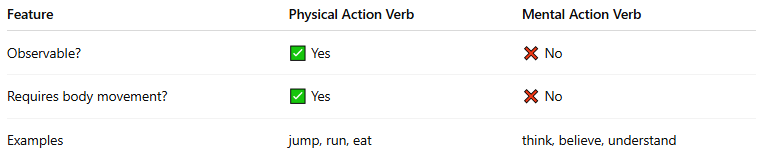 Feature Physical Action Verb Mental Action Verb
Observable? ✅ Yes ❌ No
Requires body movement? ✅ Yes ❌ No
Examples jump, run, eat think, believe, understand